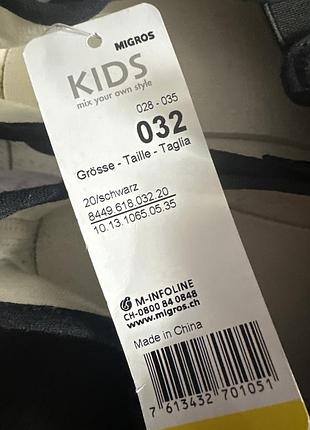 MIGROS
KIDS
mix your own style
028 - 035
032
Grösse - Taille - Taglia
20/schwarz
8449.618.032.20
10.13.1065.05.35
M-INFOLINE
CH-0800 84 0848
www.migros.ch
Made in China
7 613432 701051